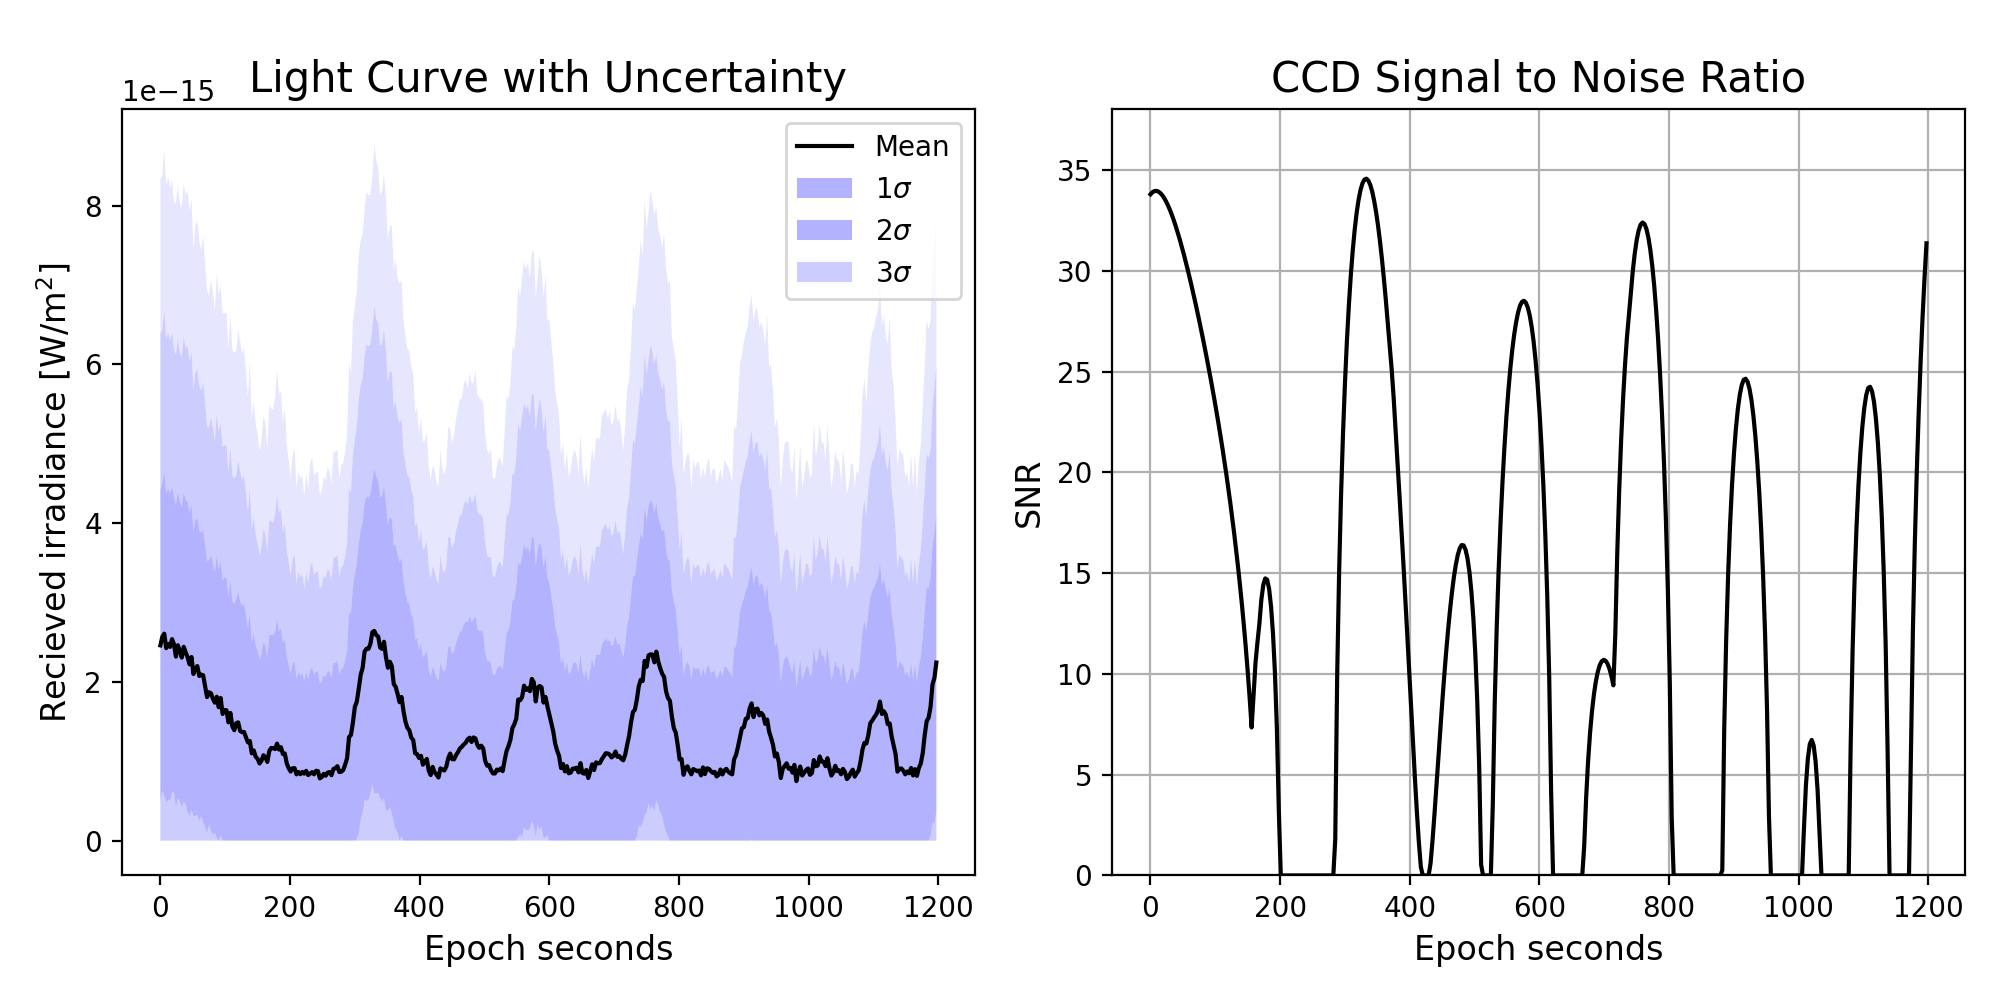 Light Curve with Uncertainty
1e−15
Mean
1σ
2σ
3σ
8
6
4
2
0
Recieved irradiance [W/m²]
0 200 400 600 800 1000 1200
Epoch seconds
CCD Signal to Noise Ratio
35
30
25
20
15
10
5
0
SNR
0 200 400 600 800 1000 1200
Epoch seconds